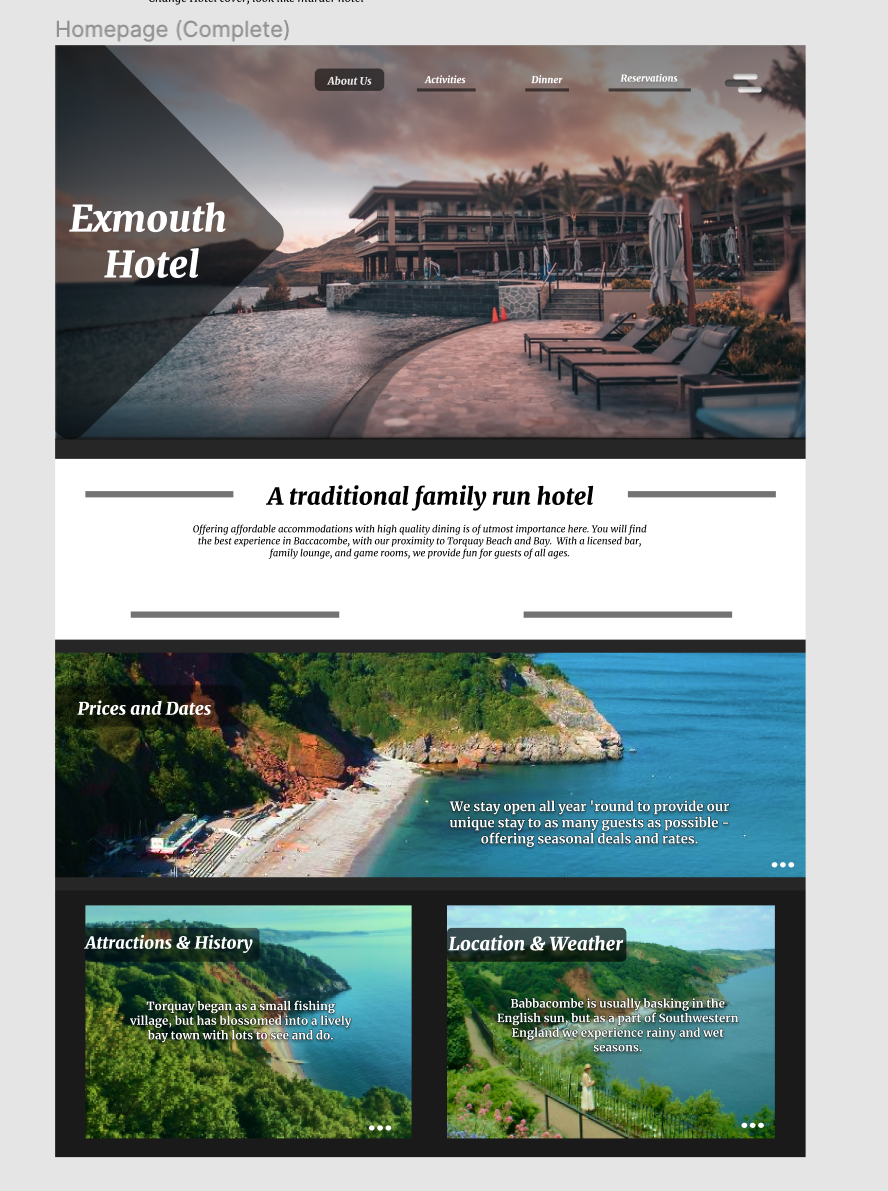 Change Hotel cover, look like murder hotel
Homepage (Complete)
About Us
Activities
Dinner
Reservations
Exmouth
Hotel
A traditional family run hotel
Offering affordable accommodations with high quality dining is of utmost importance here. You will find
the best experience in Baccacombe, with our proximity to Torquay Beach and Bay. With a licensed bar,
family lounge, and game rooms, we provide fun for guests of all ages.
Prices and Dates
We stay open all year 'round to provide our
unique stay to as many guests as possible -
offering seasonal deals and rates.
Attractions & History
Torquay began as a small fishing
village, but has blossomed into a lively
bay town with lots to see and do.
Location & Weather
Babbacombe is usually basking in the
English sun, but as a part of Southwestern
England we experience rainy and wet
seasons.